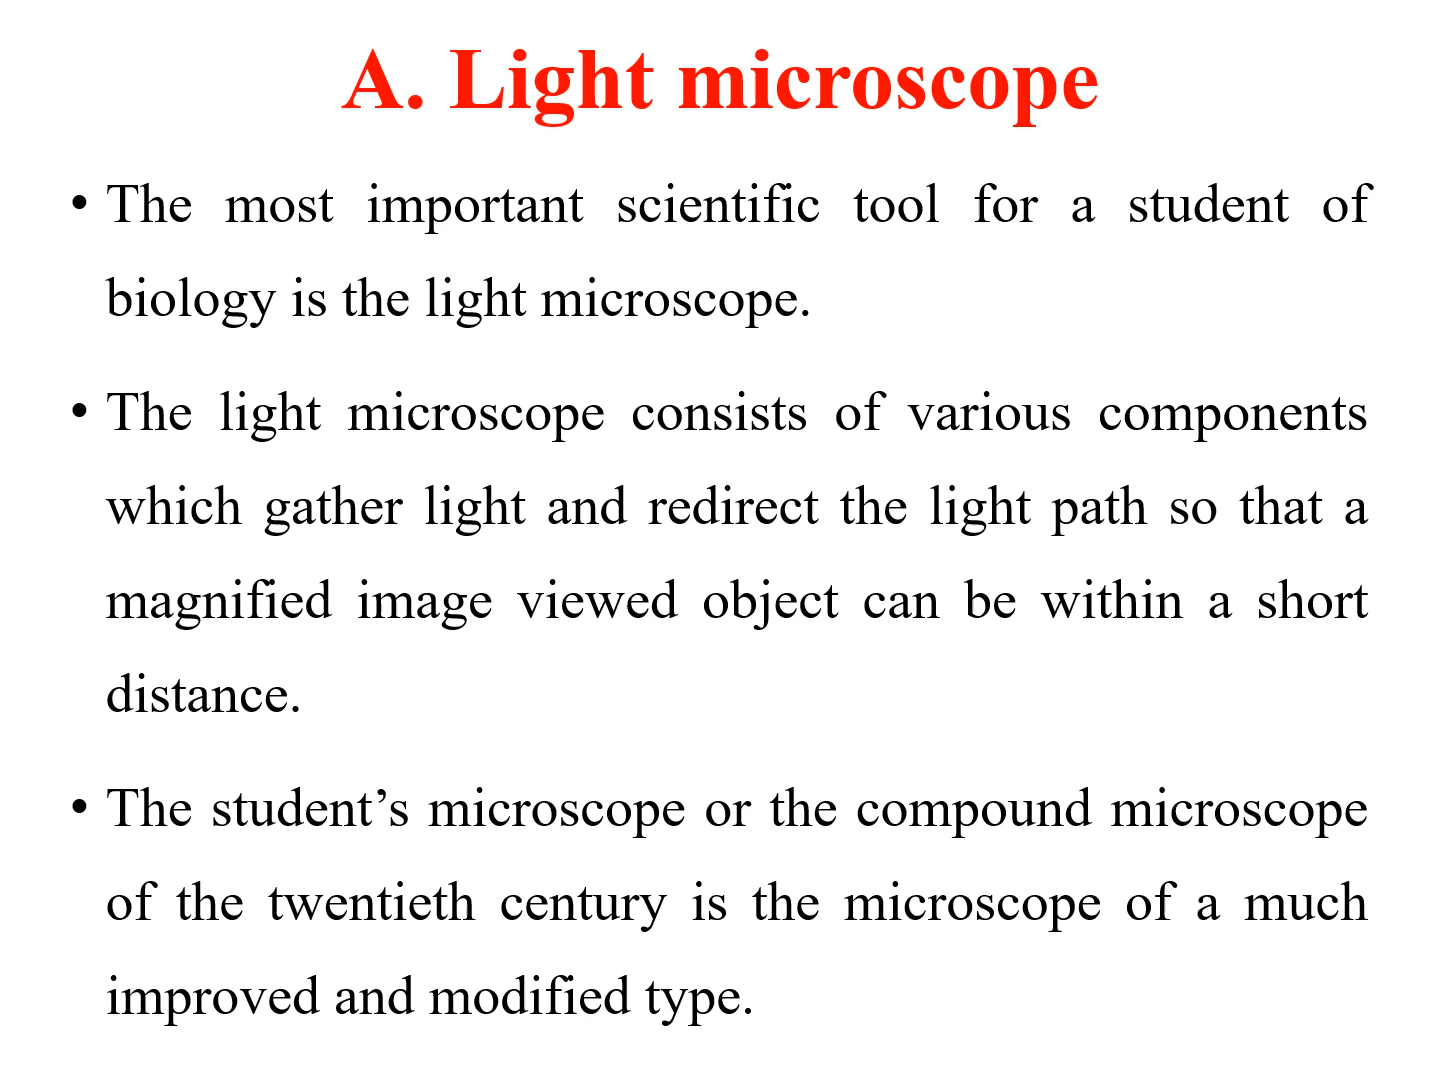 A. Light microscope
• The most important scientific tool for a student of
biology is the light microscope.
• The light microscope consists of various components
which gather light and redirect the light path so that a
magnified image viewed object can be within a short
distance.
• The student’s microscope or the compound microscope
of the twentieth century is the microscope of a much
improved and modified type.